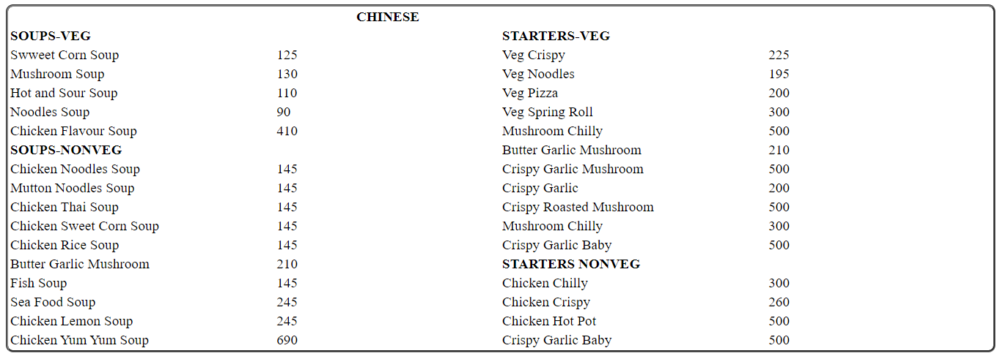 CHINESE
SOUPS-VEG
Swweet Corn Soup 125
Mushroom Soup 130
Hot and Sour Soup 110
Noodles Soup 90
Chicken Flavour Soup 410
SOUPS-NONVEG
Chicken Noodles Soup 145
Mutton Noodles Soup 145
Chicken Thai Soup 145
Chicken Sweet Corn Soup 145
Chicken Rice Soup 145
Butter Garlic Mushroom 210
Fish Soup 145
Sea Food Soup 245
Chicken Lemon Soup 245
Chicken Yum Yum Soup 690
STARTERS-VEG
Veg Crispy 225
Veg Noodles 195
Veg Pizza 200
Veg Spring Roll 300
Mushroom Chilly 500
Butter Garlic Mushroom 210
Crispy Garlic Mushroom 500
Crispy Garlic 200
Crispy Roasted Mushroom 500
Mushroom Chilly 300
Crispy Garlic Baby 500
STARTERS NONVEG
Chicken Chilly 300
Chicken Crispy 260
Chicken Hot Pot 500
Crispy Garlic Baby 500